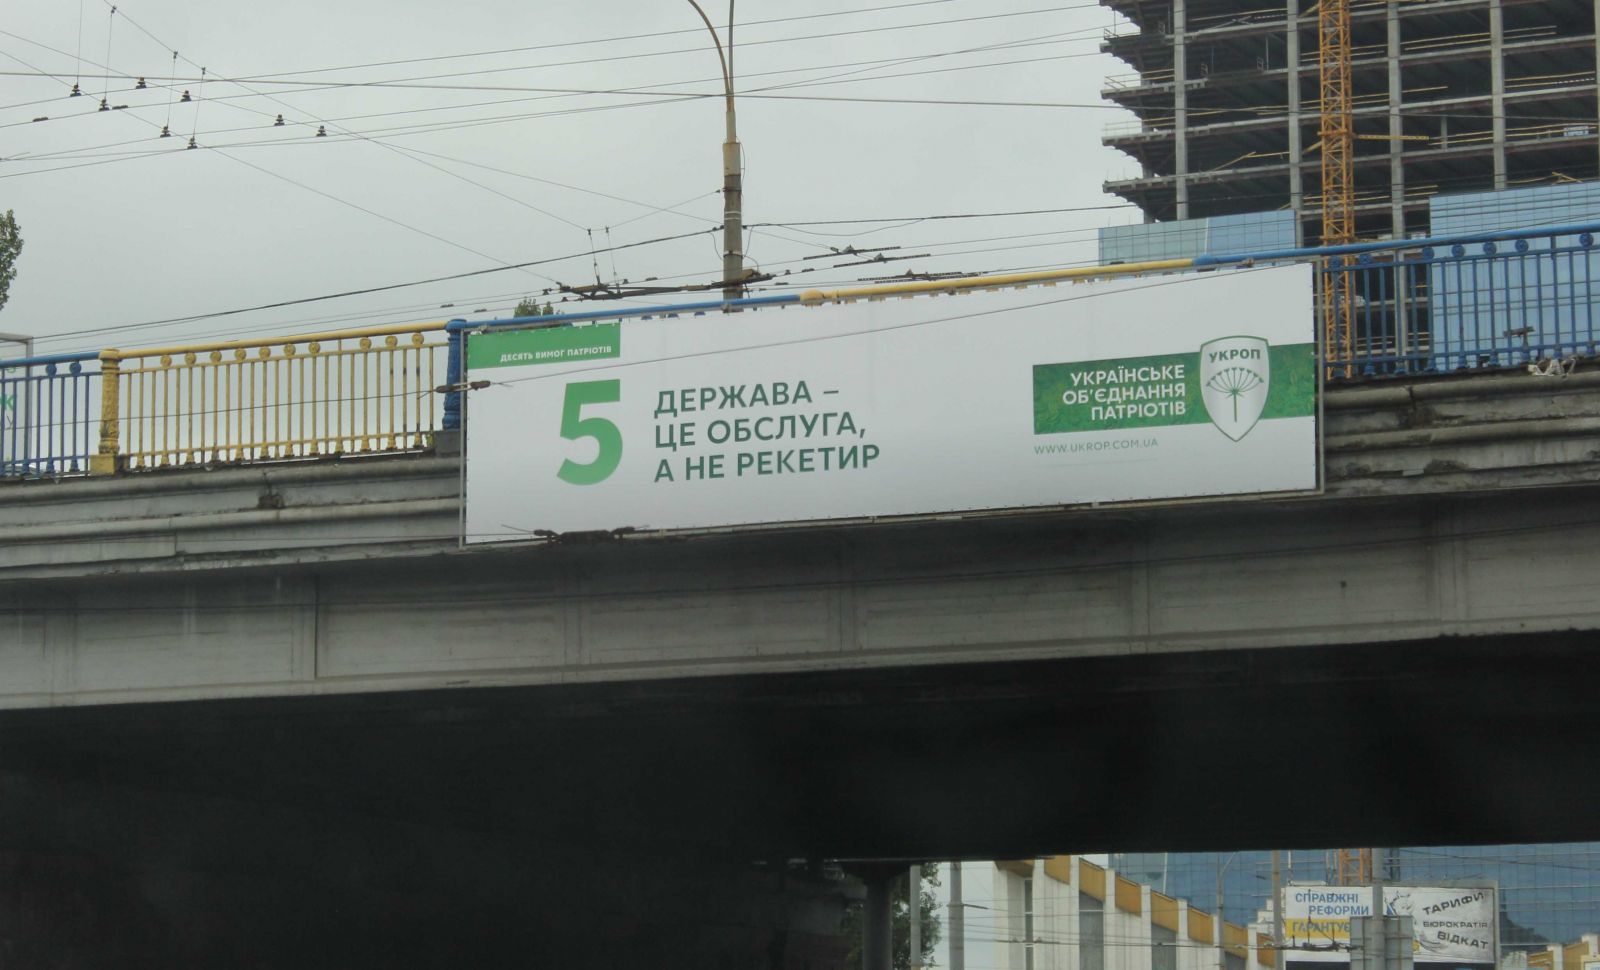 ДЕСЯТЬ ВИМОГ ПАТРІОТІВ
5
ДЕРЖАВА –
ЦЕ ОБСЛУГА,
А НЕ РЕКЕТИР
УКРАЇНСЬКЕ
ОБ'ЄДНАННЯ
ПАТРІОТІВ
УКРОП
WWW.UKROP.COM.UA
СПРАВЖНІ
РЕФОРМИ
ГАРАНТУЄ
ТАРИФИ
БЮРОКРАТІЯ
ВІДКАТ